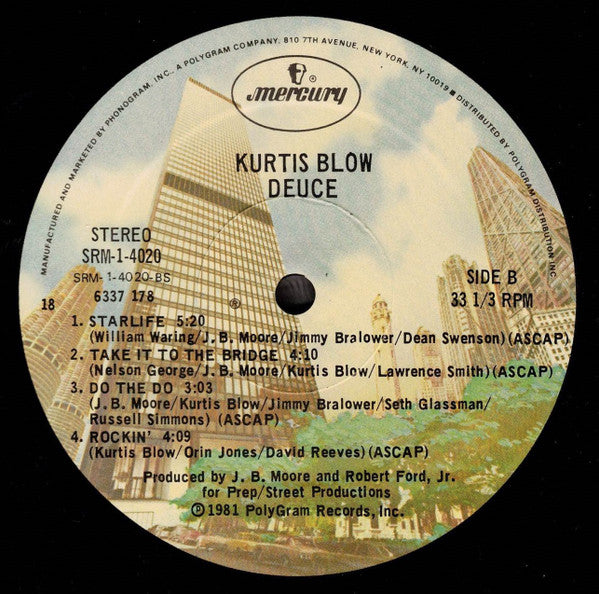 MANUFACTURED AND MARKETED BY PHONOGRAM, INC., A POLYGRAM COMPANY, 810 7TH AVENUE, NEW YORK, NY 10019 ■ DISTRIBUTED BY POLYGRAM DISTRIBUTION INC
®
mercury
KURTIS BLOW
DEUCE
STEREO
SRM-1-4020
SRM-1-4020-BS
6337 178
18
®
SIDE B
33 1/3 RPM
1. STARLIFE 5:20
(William Waring/J. B. Moore/Jimmy Bralower/Dean Swenson) (ASCAP)
2. TAKE IT TO THE BRIDGE 4:10
(Nelson George/J. B. Moore/Kurtis Blow/Lawrence Smith) (ASCAP)
3. DO THE DO 3:03
(J. B. Moore/Kurtis Blow/Jimmy Bralower/Seth Glassman/
Russell Simmons) (ASCAP)
4. ROCKIN' 4:09
(Kurtis Blow/Orin Jones/David Reeves) (ASCAP)
Produced by J. B. Moore and Robert Ford, Jr.
for Prep/Street Productions
℗ 1981 PolyGram Records, Inc.